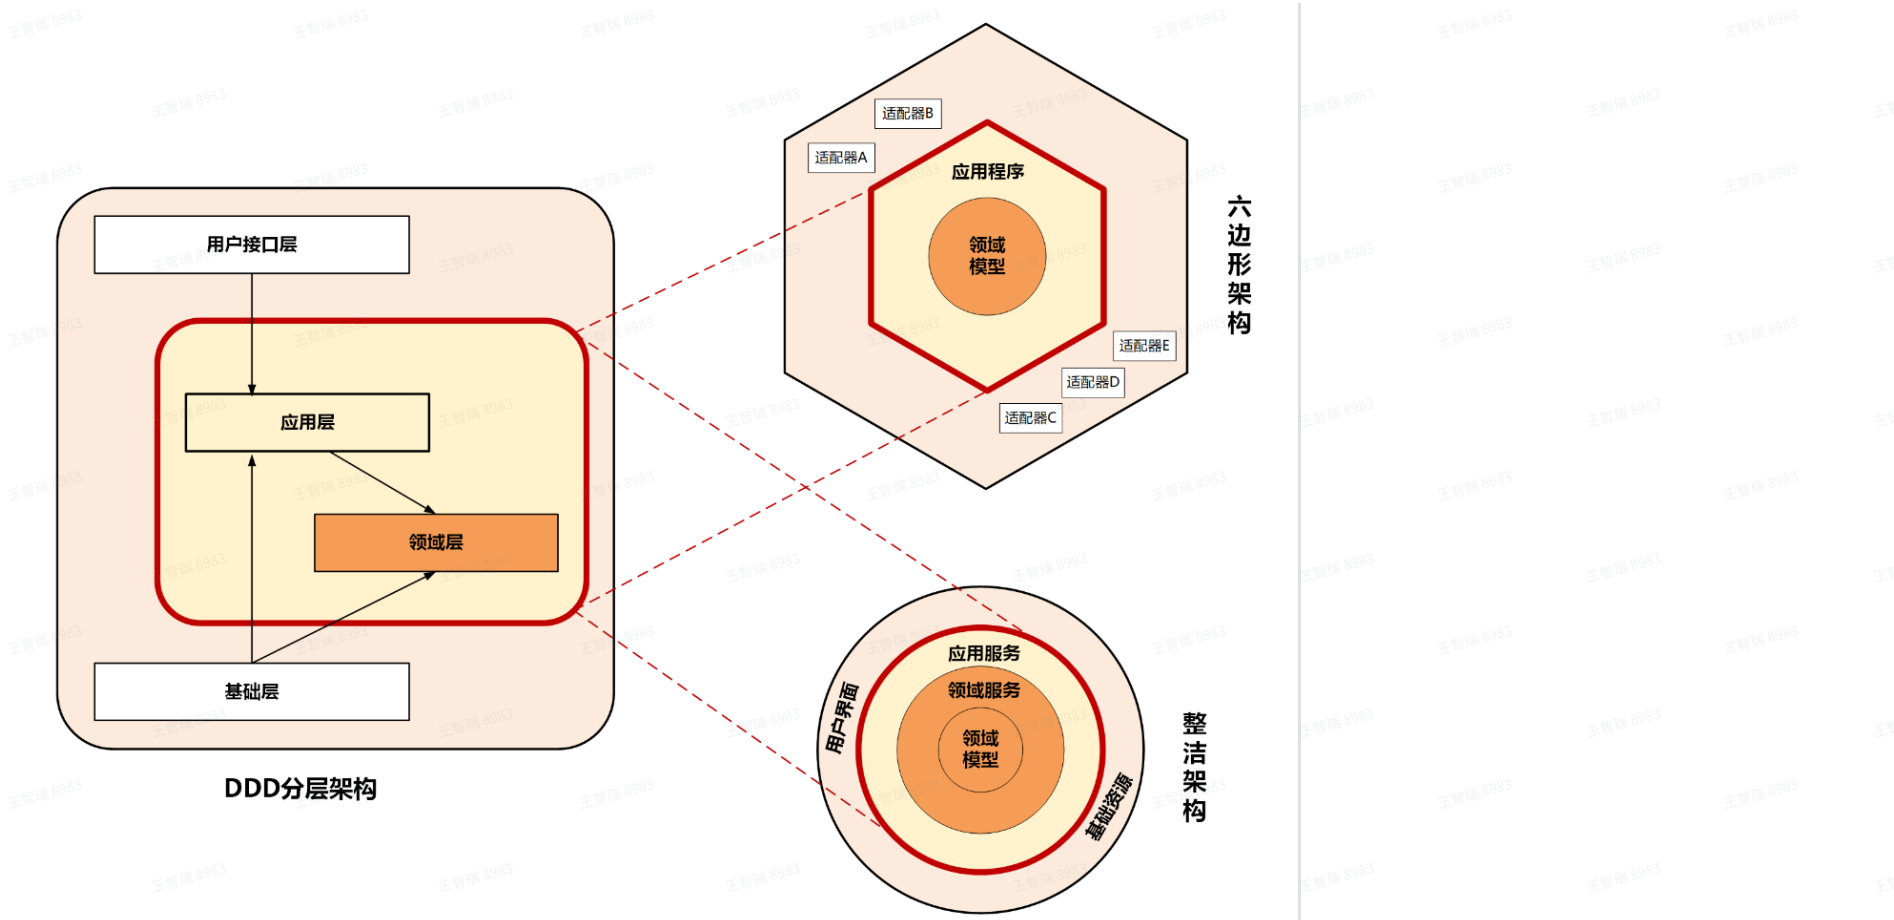 用户接口层
应用层
领域层
基础层
DDD分层架构
适配器B
适配器A
应用程序
领域
模型
适配器E
适配器D
适配器C
六边形架构
应用服务
领域服务
领域
模型
用户界面
基础资源
整洁架构
王智瑞 8983